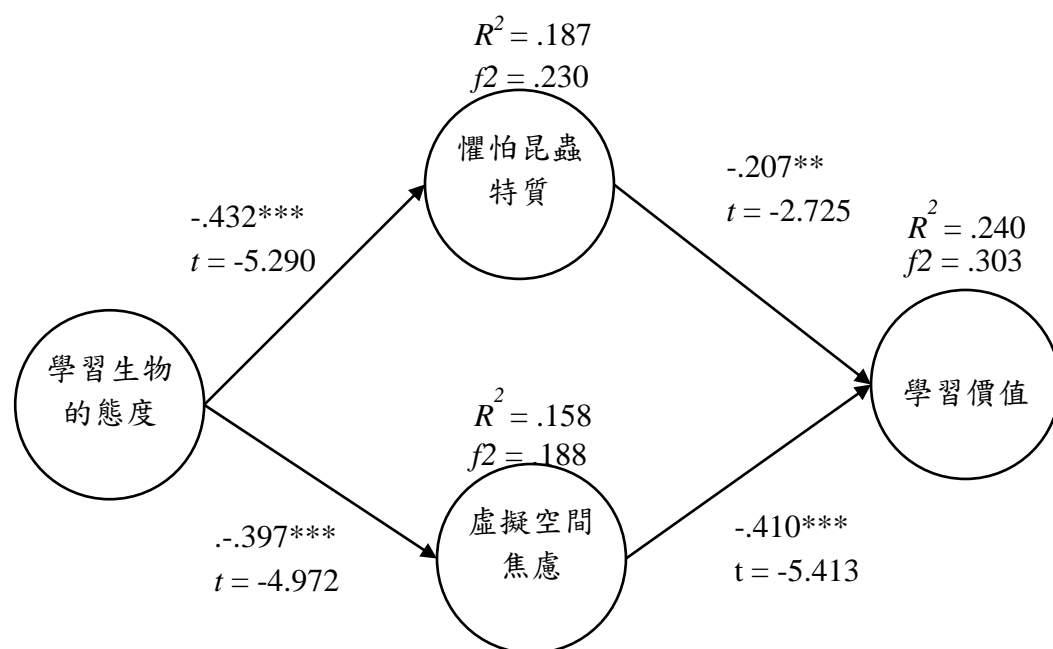 R² = .187
f2 = .230
懼怕昆蟲
特質
-.432***
t = -5.290
-.207**
t = -2.725
R² = .240
f2 = .303
學習生物
的態度
學習價值
R² = .158
f2 = .188
虛擬空間
焦慮
.-.397***
t = -4.972
-.410***
t = -5.413